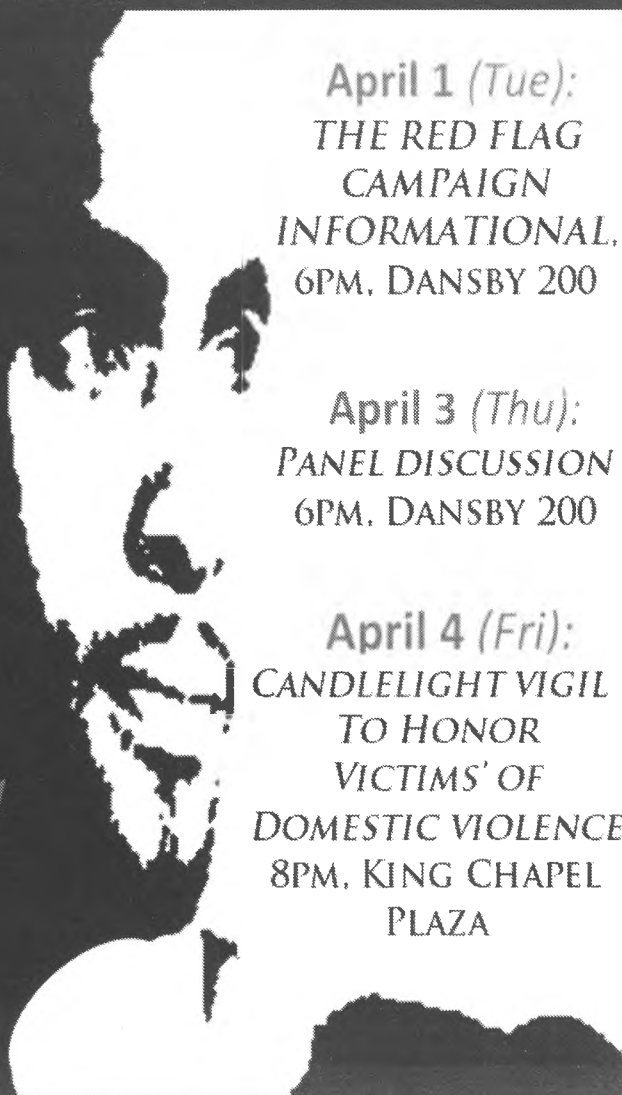 April 1 (Tue):
THE RED FLAG
CAMPAIGN
INFORMATIONAL,
6PM, DANSBY 200
April 3 (Thu):
PANEL DISCUSSION
6PM, DANSBY 200
April 4 (Fri):
CANDLELIGHT VIGIL
TO HONOR
VICTIMS' OF
DOMESTIC VIOLENCE
8PM, KING CHAPEL
PLAZA